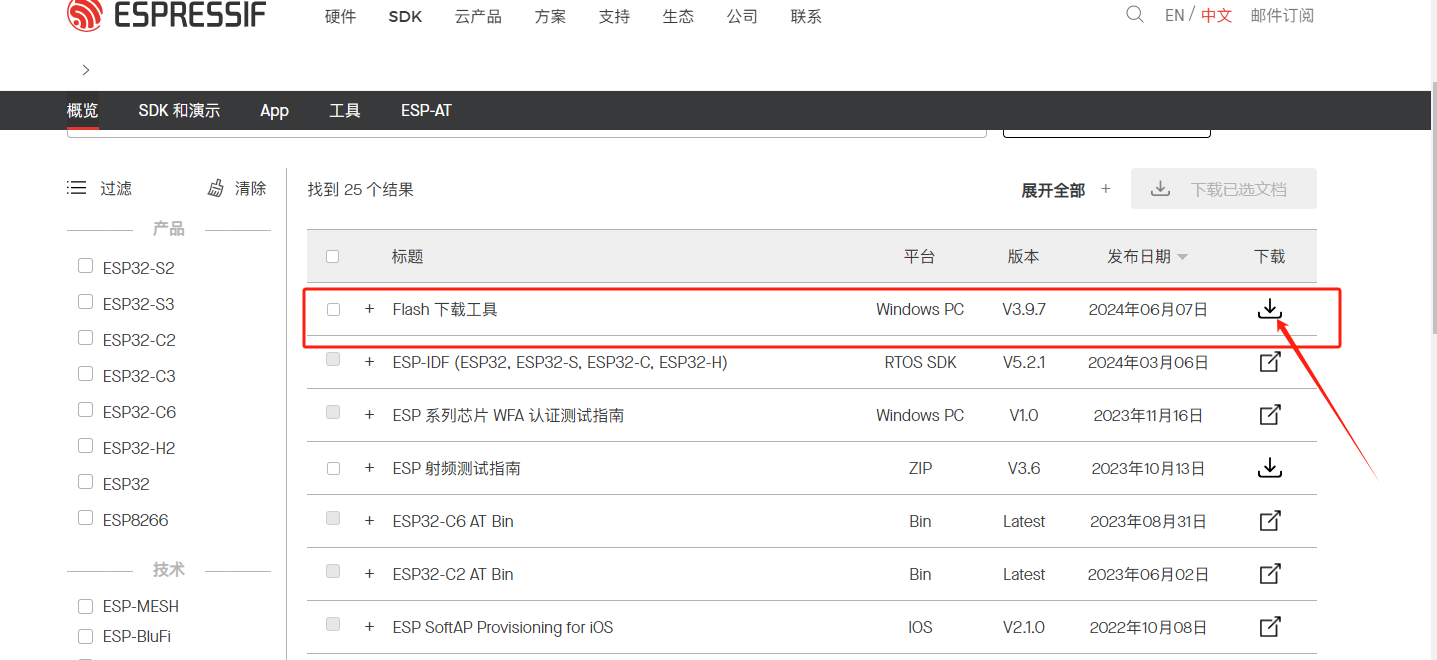 ESPRESSIF
硬件 SDK 云产品 方案 支持 生态 公司 联系 EN / 中文 邮件订阅
概览 SDK 和演示 App 工具 ESP-AT
过滤 清除
产品
ESP32-S2
ESP32-S3
ESP32-C2
ESP32-C3
ESP32-C6
ESP32-H2
ESP32
ESP8266
技术
ESP-MESH
ESP-BluFi
找到 25 个结果 展开全部 + 下载已选文档
标题 平台 版本 发布日期 下载
+ Flash 下载工具 Windows PC V3.9.7 2024年06月07日
+ ESP-IDF (ESP32, ESP32-S, ESP32-C, ESP32-H) RTOS SDK V5.2.1 2024年03月06日
+ ESP 系列芯片 WFA 认证测试指南 Windows PC V1.0 2023年11月16日
+ ESP 射频测试指南 ZIP V3.6 2023年10月13日
+ ESP32-C6 AT Bin Bin Latest 2023年08月31日
+ ESP32-C2 AT Bin Bin Latest 2023年06月02日
+ ESP SoftAP Provisioning for iOS IOS V2.1.0 2022年10月08日